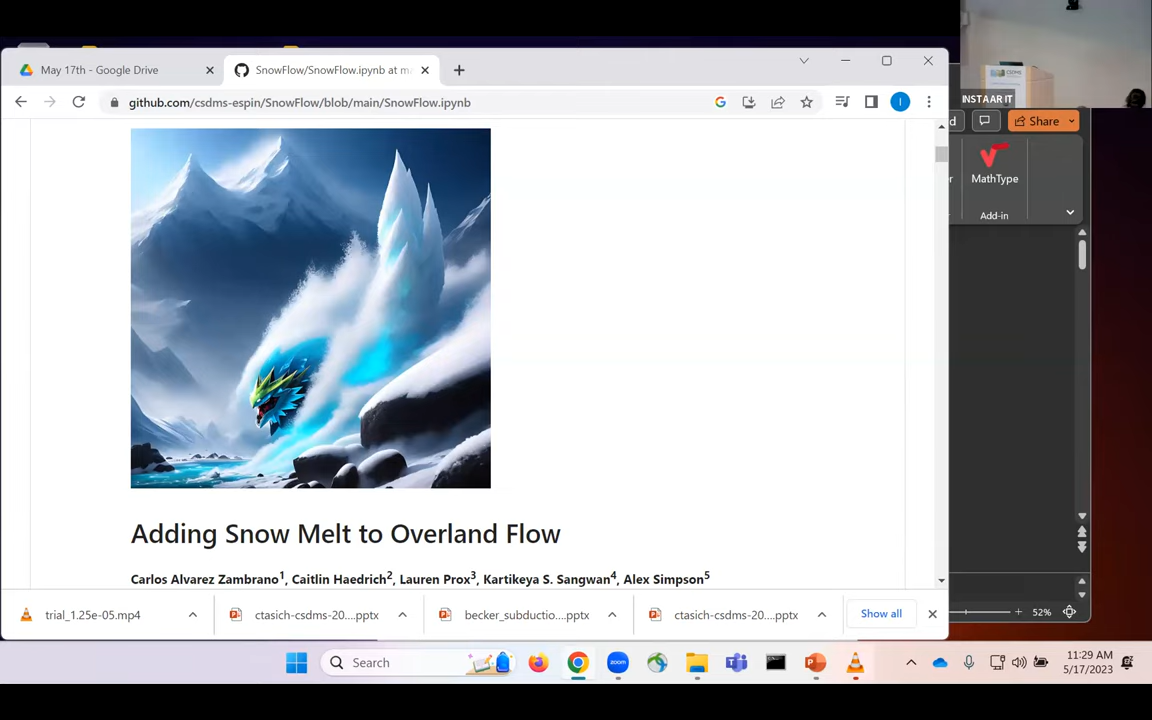 May 17th - Google Drive
SnowFlow/SnowFlow.ipynb at m
github.com/csdms-espin/SnowFlow/blob/main/SnowFlow.ipynb
G
I
INSTAAR IT
d
Share
r
MathType
Add-in
Adding Snow Melt to Overland Flow
Carlos Alvarez Zambrano1, Caitlin Haedrich2, Lauren Prox3, Kartikeya S. Sangwan4, Alex Simpson5
trial_1.25e-05.mp4
ctasich-csdms-20....pptx
becker_subductio....pptx
ctasich-csdms-20....pptx
Show all
52%
Search
zoom
11:29 AM
5/17/2023